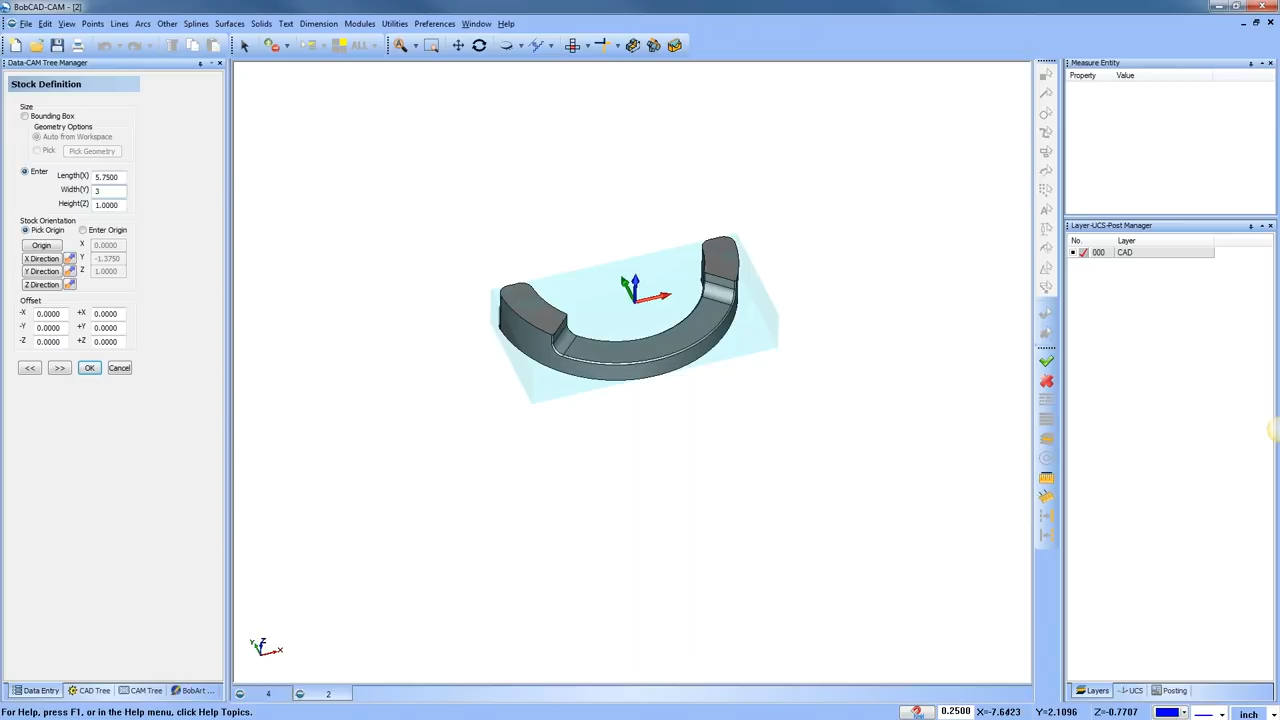 BobCAD-CAM - [2]
File Edit View Points Lines Arcs Other Splines Surfaces Solids Text Dimension Modules Utilities Preferences Window Help
ALL
Data-CAM Tree Manager
Stock Definition
Size
Bounding Box
Geometry Options
Auto from Workspace
Pick Pick Geometry
Enter Length(X) 5.7500
Width(Y) 3
Height(Z) 1.0000
Stock Orientation
Pick Origin Enter Origin
Origin X 0.0000
X Direction Y -1.3750
Y Direction Z 1.0000
Z Direction
Offset
-X 0.0000 +X 0.0000
-Y 0.0000 +Y 0.0000
-Z 0.0000 +Z 0.0000
<< >> OK Cancel
Y Z X
Measure Entity
Property Value
Layer-UCS-Post Manager
No. Layer
000 CAD
Data Entry CAD Tree CAM Tree BobArt ...
4 2
Layers UCS Posting
For Help, press F1, or in the Help menu, click Help Topics.
0.2500 X=-7.6423 Y=2.1096 Z=-0.7707 inch